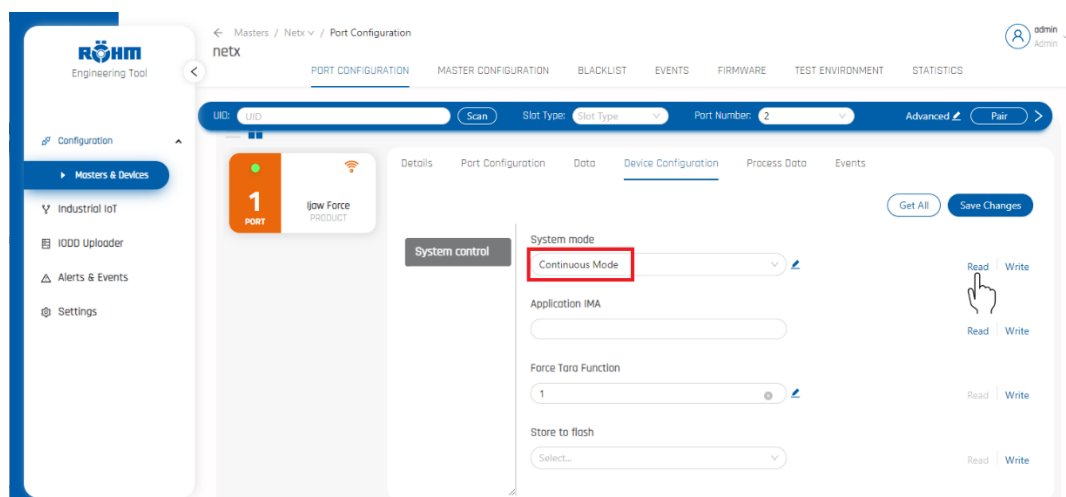 RÖHM
Engineering Tool
Configuration
Masters & Devices
Industrial IoT
IODD Uploader
Alerts & Events
Settings
← Masters / Netx ∨ / Port Configuration
netx
admin
Admin
PORT CONFIGURATION MASTER CONFIGURATION BLACKLIST EVENTS FIRMWARE TEST ENVIRONMENT STATISTICS
UID: UID Scan Slot Type: Slot Type Port Number: 2 Advanced Pair
1
PORT
Ijaw Force
PRODUCT
Details Port Configuration Data Device Configuration Process Data Events
Get All Save Changes
System control
System mode
Continuous Mode Read Write
Application IMA
Read Write
Force Tara Function
1 Read Write
Store to flash
Select... Read Write